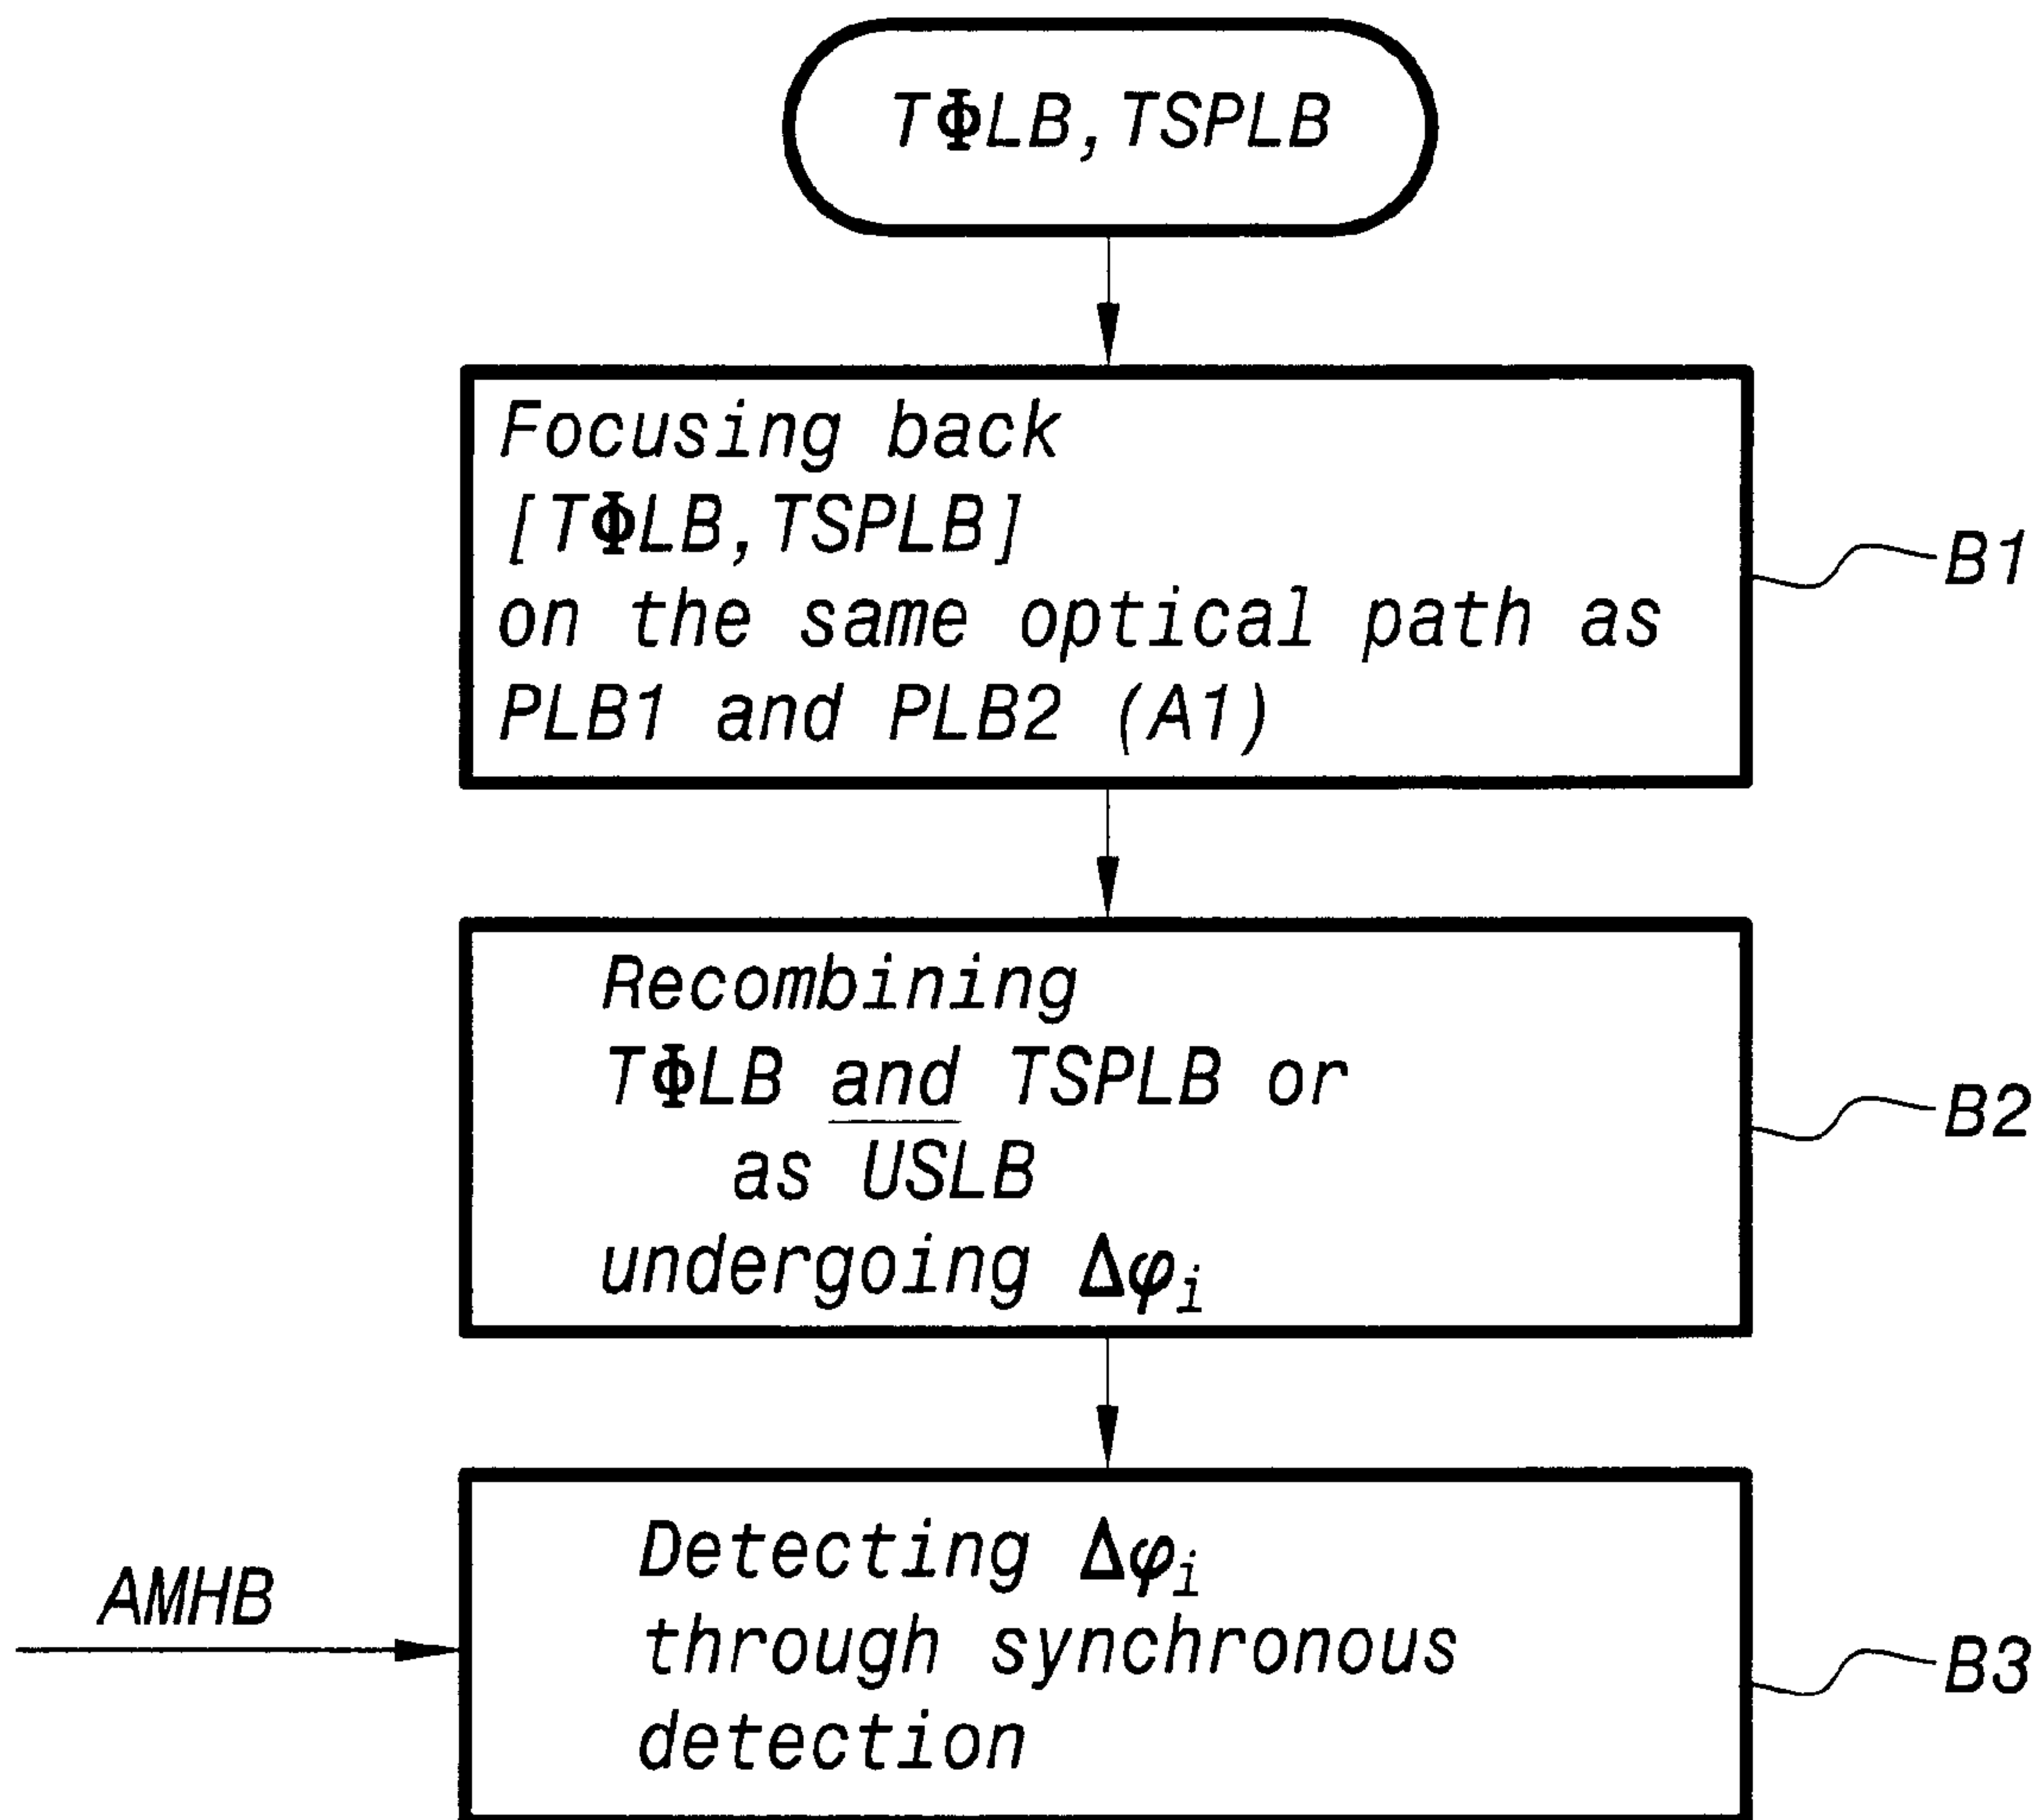 TΦLB,TSPLB
Focusing back
[TΦLB,TSPLB]
on the same optical path as
PLB1 and PLB2 (A1)
B1
Recombining
TΦLB and TSPLB or
as USLB
undergoing Δφi
B2
AMHB
Detecting Δφi
through synchronous
detection
B3